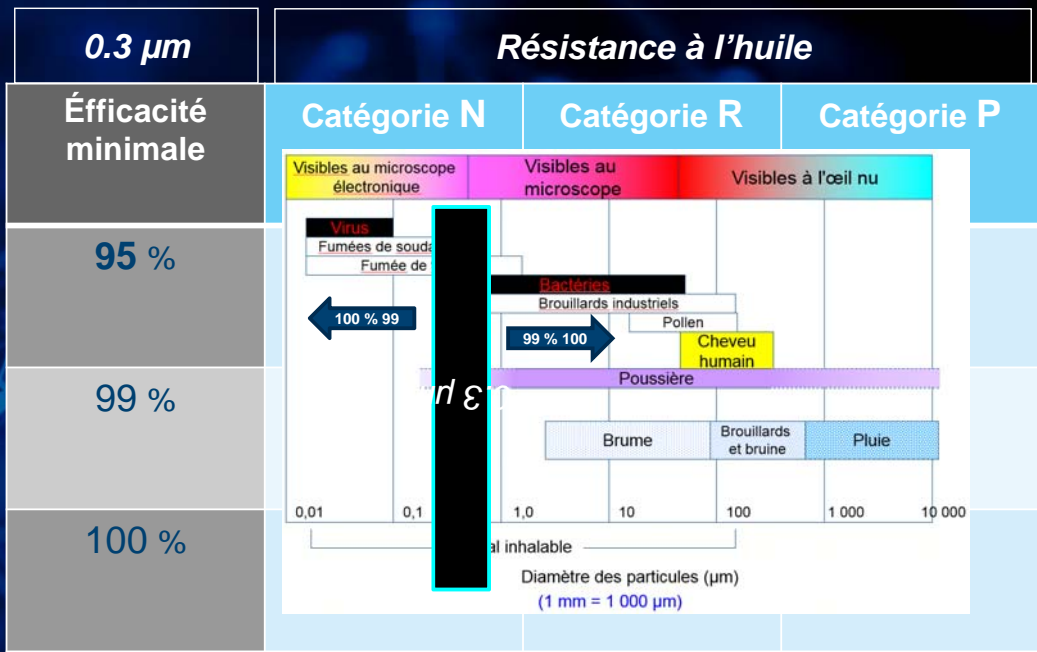 0.3 µm
Résistance à l’huile
Éfficacité
minimale
Catégorie N
Catégorie R
Catégorie P
Visibles au microscope
électronique
Visibles au
microscope
Visibles à l'œil nu
Virus
Fumées de souda
Fumée de
Bactéries
Brouillards industriels
Pollen
100 % 99
99 % 100
Cheveu
humain
Poussière
3 µ
Brume
Brouillards
et bruine
Pluie
0,01
0,1
1,0
10
100
1 000
10 000
al inhalable
Diamètre des particules (µm)
(1 mm = 1 000 µm)
95 %
99 %
100 %